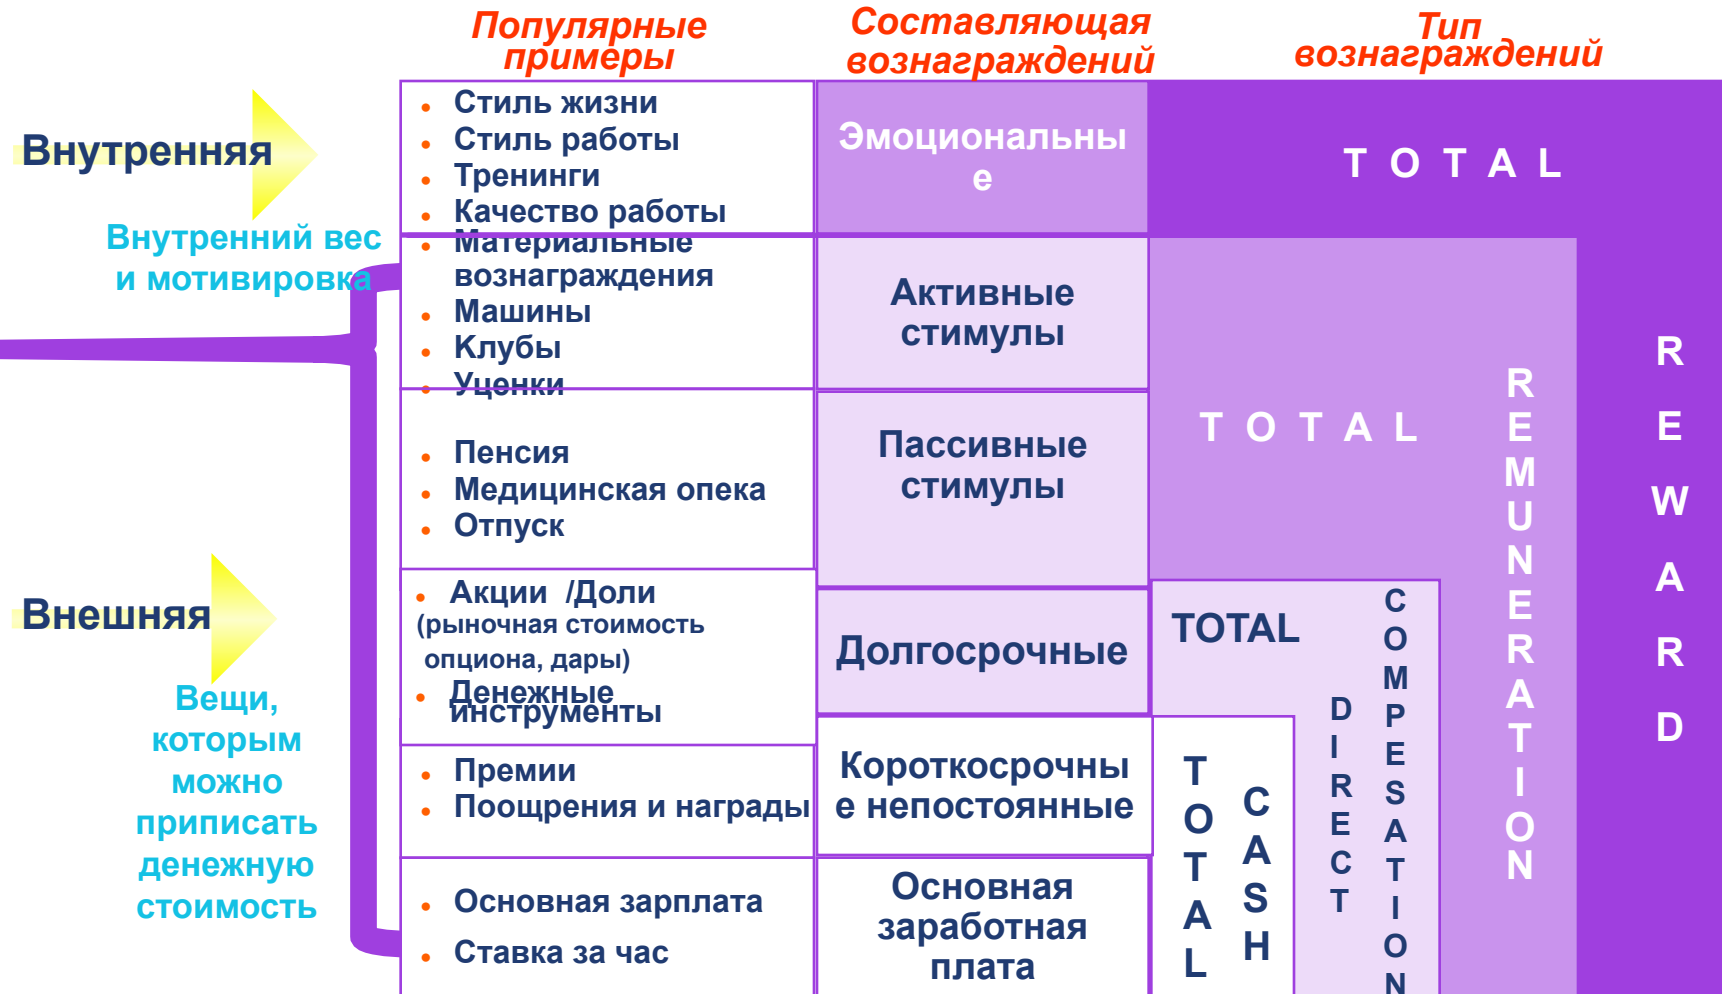 Популярные
примеры
Составляющая
вознаграждений
Тип
вознаграждений
Внутренняя
Внутренний вес
и мотивировка
• Стиль жизни
• Стиль работы
• Тренинги
• Качество работы
Эмоциональны
е
TOTAL
REWARD
• Материальные
вознаграждения
• Машины
• Клубы
• Уценки
Активные
стимулы
TOTAL
REMUNERATION
• Пенсия
• Медицинская опека
• Отпуск
Пассивные
стимулы
Внешняя
Вещи,
которым
можно
приписать
денежную
стоимость
• Акции /Доли
(рыночная стоимость
опциона, дары)
• Денежные
инструменты
Долгосрочные
TOTAL
DIRECT
COMPESATION
• Премии
• Поощрения и награды
Короткосрочны
е непостоянные
TOTAL
CASH
• Основная зарплата
• Ставка за час
Основная
заработная
плата